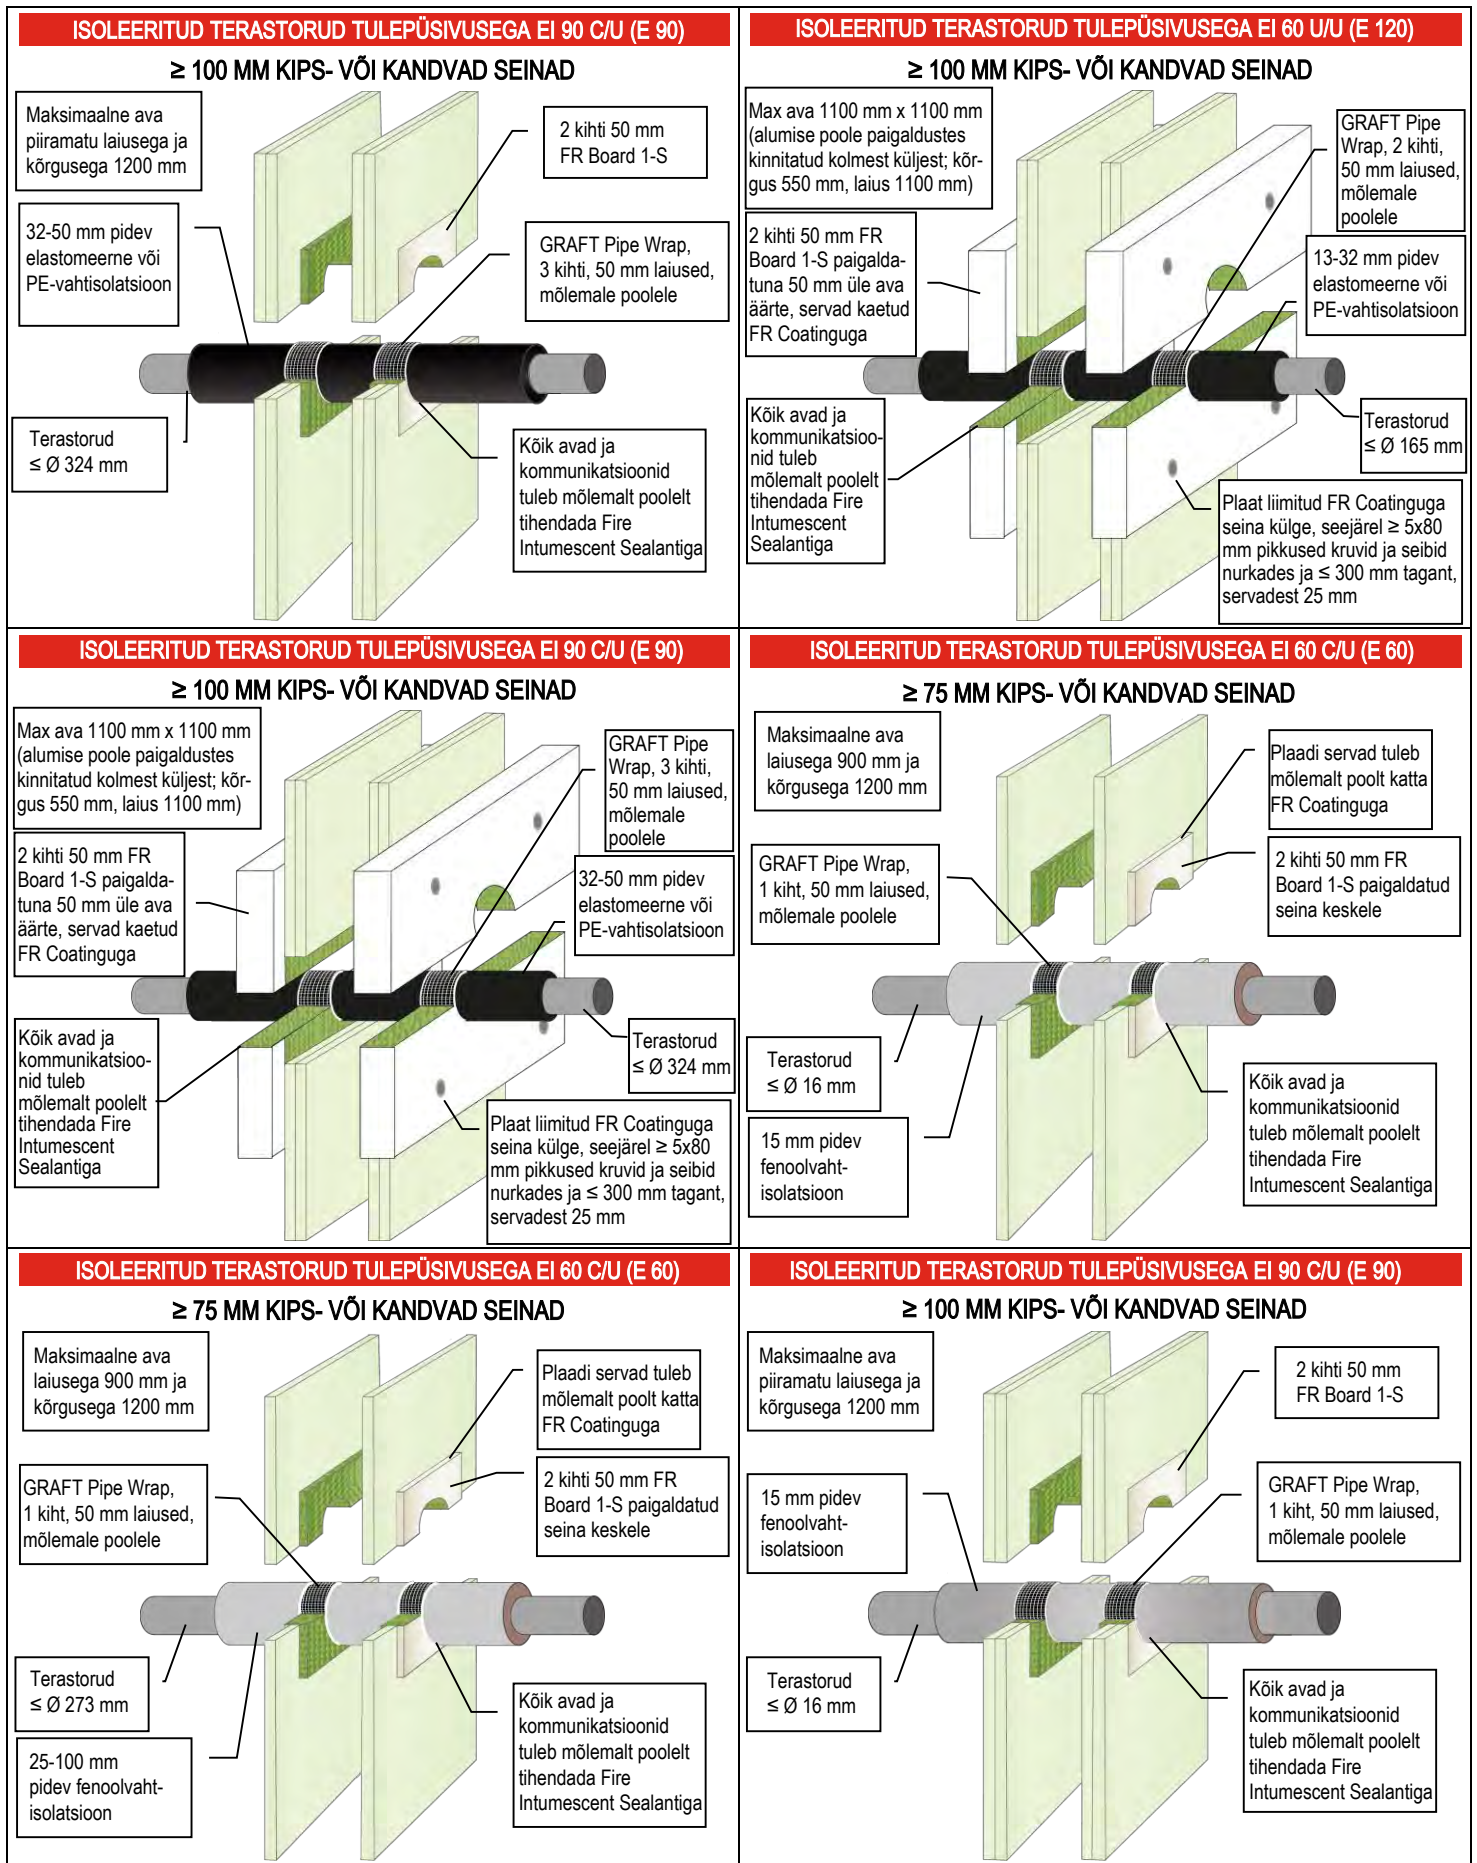 ISOLEERITUD TERASTORUD TULEPÜSIVUSEGA EI 90 C/U (E 90)
≥ 100 MM KIPS- VÕI KANDVAD SEINAD
Maksimaalne ava
piiramatu laiusega ja
kõrgusega 1200 mm
2 kihti 50 mm
FR Board 1-S
32-50 mm pidev
elastomeerne või
PE-vahtisolatsioon
GRAFT Pipe Wrap,
3 kihti, 50 mm laiused,
mõlemale poolele
Terastorud
≤ Ø 324 mm
Kõik avad ja
kommunikatsioonid
tuleb mõlemalt poolelt
tihendada Fire
Intumescent Sealantiga
ISOLEERITUD TERASTORUD TULEPÜSIVUSEGA EI 60 U/U (E 120)
≥ 100 MM KIPS- VÕI KANDVAD SEINAD
Max ava 1100 mm x 1100 mm
(alumise poole paigaldustes
kinnitatud kolmest küljest; kõr-
gus 550 mm, laius 1100 mm)
GRAFT Pipe
Wrap, 2 kihti,
50 mm laiused,
mõlemale
poolele
2 kihti 50 mm FR
Board 1-S paigalda-
tuna 50 mm üle ava
äärte, servad kaetud
FR Coatinguga
13-32 mm pidev
elastomeerne või
PE-vahtisolatsioon
Kõik avad ja
kommunikatsioo-
nid tuleb
mõlemalt poolelt
tihendada Fire
Intumescent
Sealantiga
Terastorud
≤ Ø 165 mm
Plaat liimitud FR Coatinguga
seina külge, seejärel ≥ 5x80
mm pikkused kruvid ja seibid
nurkades ja ≤ 300 mm tagant,
servadest 25 mm
ISOLEERITUD TERASTORUD TULEPÜSIVUSEGA EI 90 C/U (E 90)
≥ 100 MM KIPS- VÕI KANDVAD SEINAD
Max ava 1100 mm x 1100 mm
(alumise poole paigaldustes
kinnitatud kolmest küljest; kõr-
gus 550 mm, laius 1100 mm)
GRAFT Pipe
Wrap, 3 kihti,
50 mm laiused,
mõlemale
poolele
2 kihti 50 mm FR
Board 1-S paigalda-
tuna 50 mm üle ava
äärte, servad kaetud
FR Coatinguga
32-50 mm pidev
elastomeerne või
PE-vahtisolatsioon
Kõik avad ja
kommunikatsioo-
nid tuleb
mõlemalt poolelt
tihendada Fire
Intumescent
Sealantiga
Terastorud
≤ Ø 324 mm
Plaat liimitud FR Coatinguga
seina külge, seejärel ≥ 5x80
mm pikkused kruvid ja seibid
nurkades ja ≤ 300 mm tagant,
servadest 25 mm
ISOLEERITUD TERASTORUD TULEPÜSIVUSEGA EI 60 C/U (E 60)
≥ 75 MM KIPS- VÕI KANDVAD SEINAD
Maksimaalne ava
laiusega 900 mm ja
kõrgusega 1200 mm
Plaadi servad tuleb
mõlemalt poolt katta
FR Coatinguga
GRAFT Pipe Wrap,
1 kiht, 50 mm laiused,
mõlemale poolele
2 kihti 50 mm FR
Board 1-S paigaldatud
seina keskele
Terastorud
≤ Ø 16 mm
15 mm pidev
fenoolvaht-
isolatsioon
Kõik avad ja
kommunikatsioonid
tuleb mõlemalt poolelt
tihendada Fire
Intumescent Sealantiga
ISOLEERITUD TERASTORUD TULEPÜSIVUSEGA EI 60 C/U (E 60)
≥ 75 MM KIPS- VÕI KANDVAD SEINAD
Maksimaalne ava
laiusega 900 mm ja
kõrgusega 1200 mm
Plaadi servad tuleb
mõlemalt poolt katta
FR Coatinguga
GRAFT Pipe Wrap,
1 kiht, 50 mm laiused,
mõlemale poolele
2 kihti 50 mm FR
Board 1-S paigaldatud
seina keskele
Terastorud
≤ Ø 273 mm
25-100 mm
pidev fenoolvaht-
isolatsioon
Kõik avad ja
kommunikatsioonid
tuleb mõlemalt poolelt
tihendada Fire
Intumescent Sealantiga
ISOLEERITUD TERASTORUD TULEPÜSIVUSEGA EI 90 C/U (E 90)
≥ 100 MM KIPS- VÕI KANDVAD SEINAD
Maksimaalne ava
piiramatu laiusega ja
kõrgusega 1200 mm
2 kihti 50 mm
FR Board 1-S
15 mm pidev
fenoolvaht-
isolatsioon
GRAFT Pipe Wrap,
1 kiht, 50 mm laiused,
mõlemale poolele
Terastorud
≤ Ø 16 mm
Kõik avad ja
kommunikatsioonid
tuleb mõlemalt poolelt
tihendada Fire
Intumescent Sealantiga